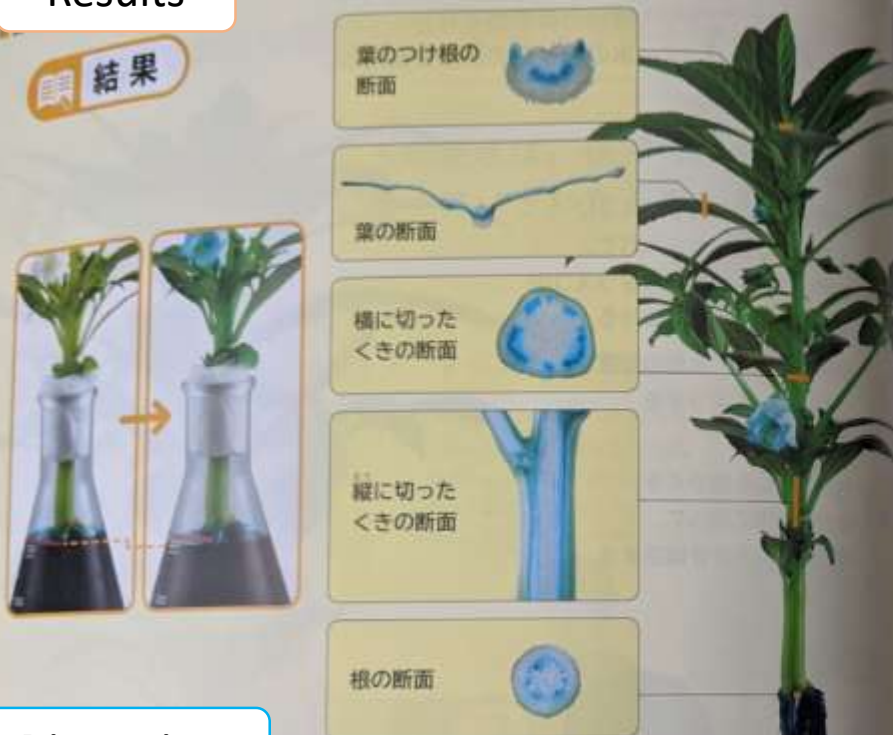 Results
結果
葉のつけ根の
断面
葉の断面
横に切った
くきの断面
縦に切った
くきの断面
根の断面